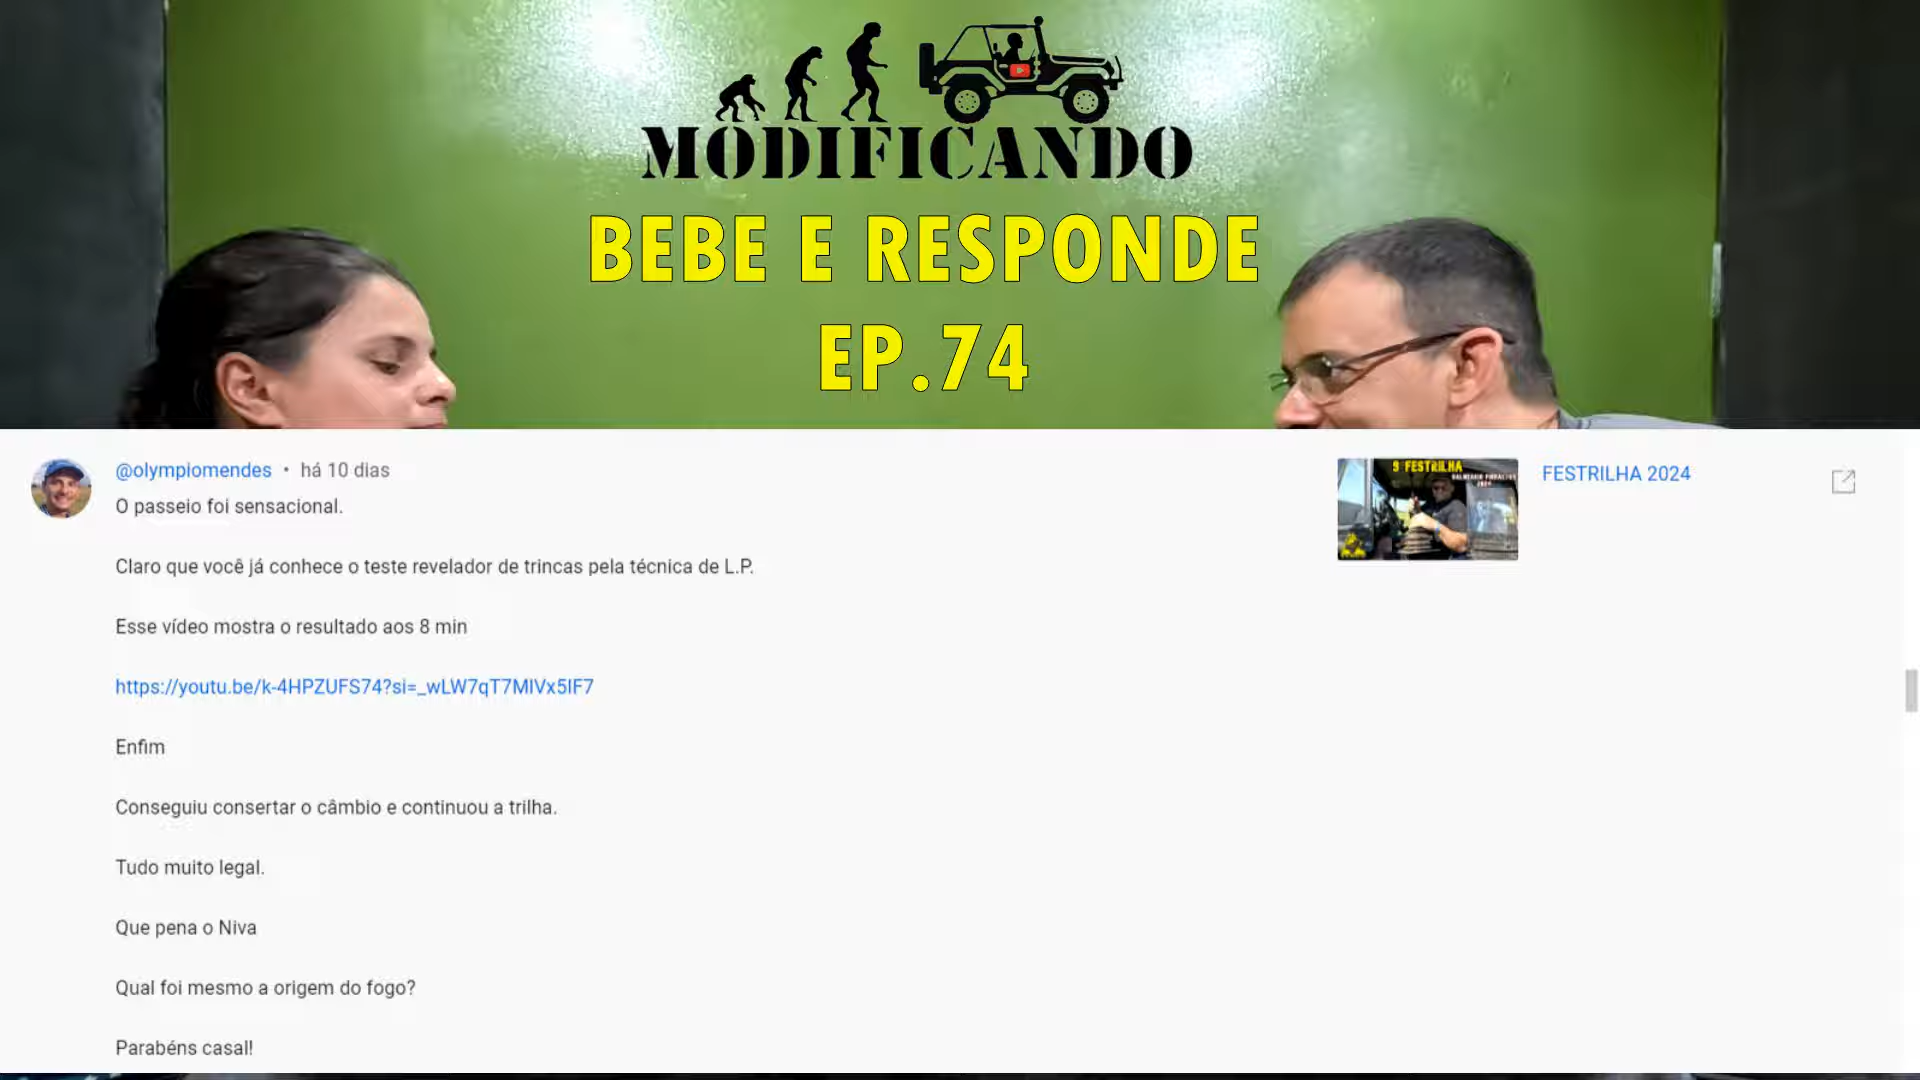 MODIFICANDO
BEBE E RESPONDE
EP.74
@olympiomendes • há 10 dias
O passeio foi sensacional.
Claro que você já conhece o teste revelador de trincas pela técnica de L.P.
Esse vídeo mostra o resultado aos 8 min
https://youtu.be/k-4HPZUFS74?si=_wLW7qT7MIVx5IF7
Enfim
Conseguiu consertar o câmbio e continuou a trilha.
Tudo muito legal.
Que pena o Niva
Qual foi mesmo a origem do fogo?
Parabéns casal!
9 FESTRILHA
2024
FESTRILHA 2024